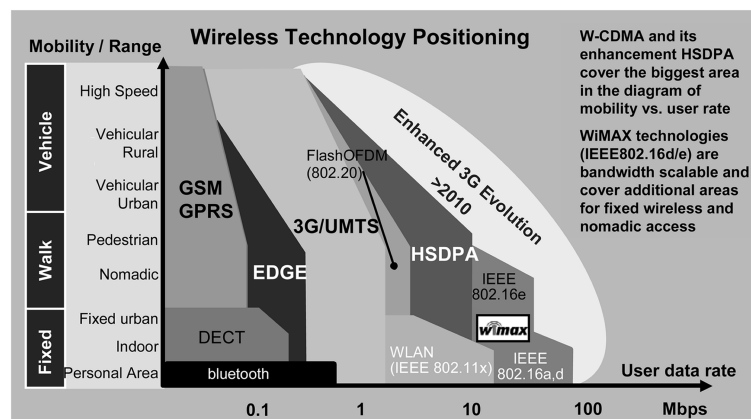 Wireless Technology Positioning
Mobility / Range
Vehicle
Walk
Fixed
High Speed
Vehicular
Rural
Vehicular
Urban
Pedestrian
Nomadic
Fixed urban
Indoor
Personal Area
GSM
GPRS
EDGE
DECT
bluetooth
3G/UMTS
FlashOFDM
(802.20)
HSDPA
WLAN
(IEEE 802.11x)
IEEE
802.16e
wimax
IEEE
802.16a,d
Enhanced 3G Evolution
>2010
User data rate
0.1
1
10
100
Mbps
W-CDMA and its
enhancement HSDPA
cover the biggest area
in the diagram of
mobility vs. user rate
WiMAX technologies
(IEEE802.16d/e) are
bandwidth scalable and
cover additional areas
for fixed wireless and
nomadic access